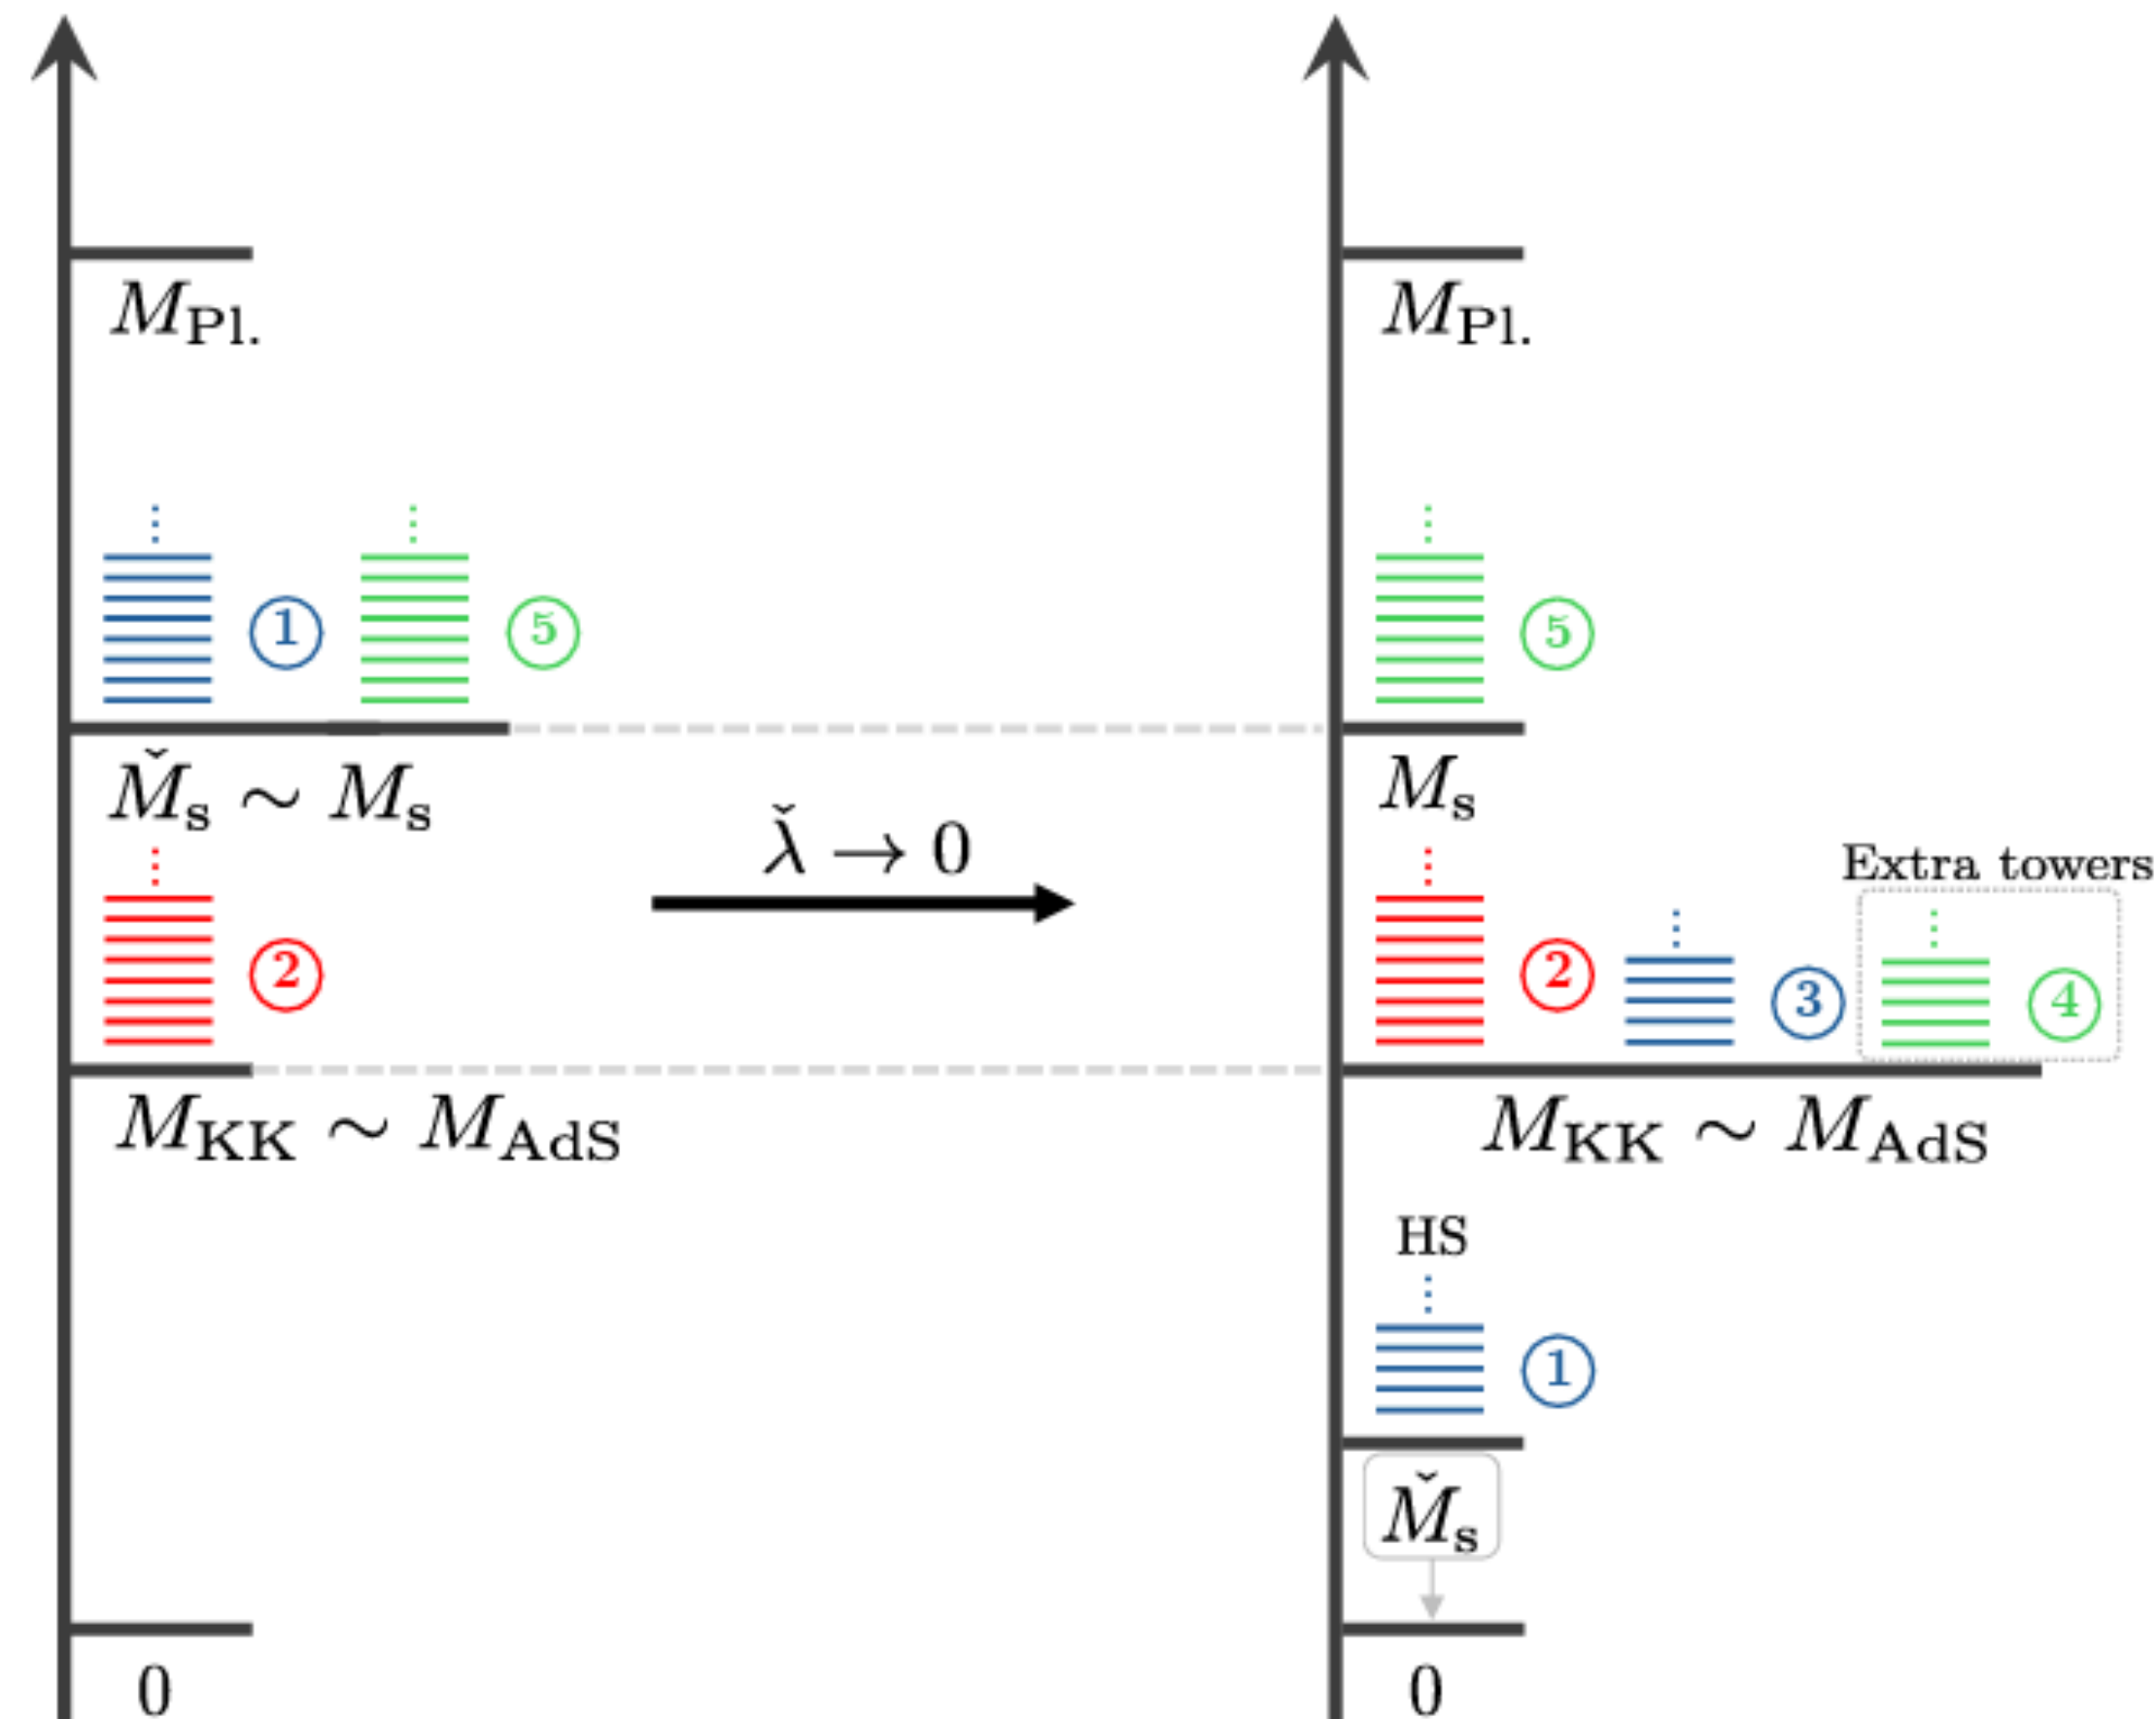 M_Pl.
① ⑤
M̌_s ∼ M_s
②
M_KK ∼ M_AdS
0
λ̌ → 0
M_Pl.
⑤
M_s
Extra towers
② ③ ④
M_KK ∼ M_AdS
HS
①
M̌_s
0